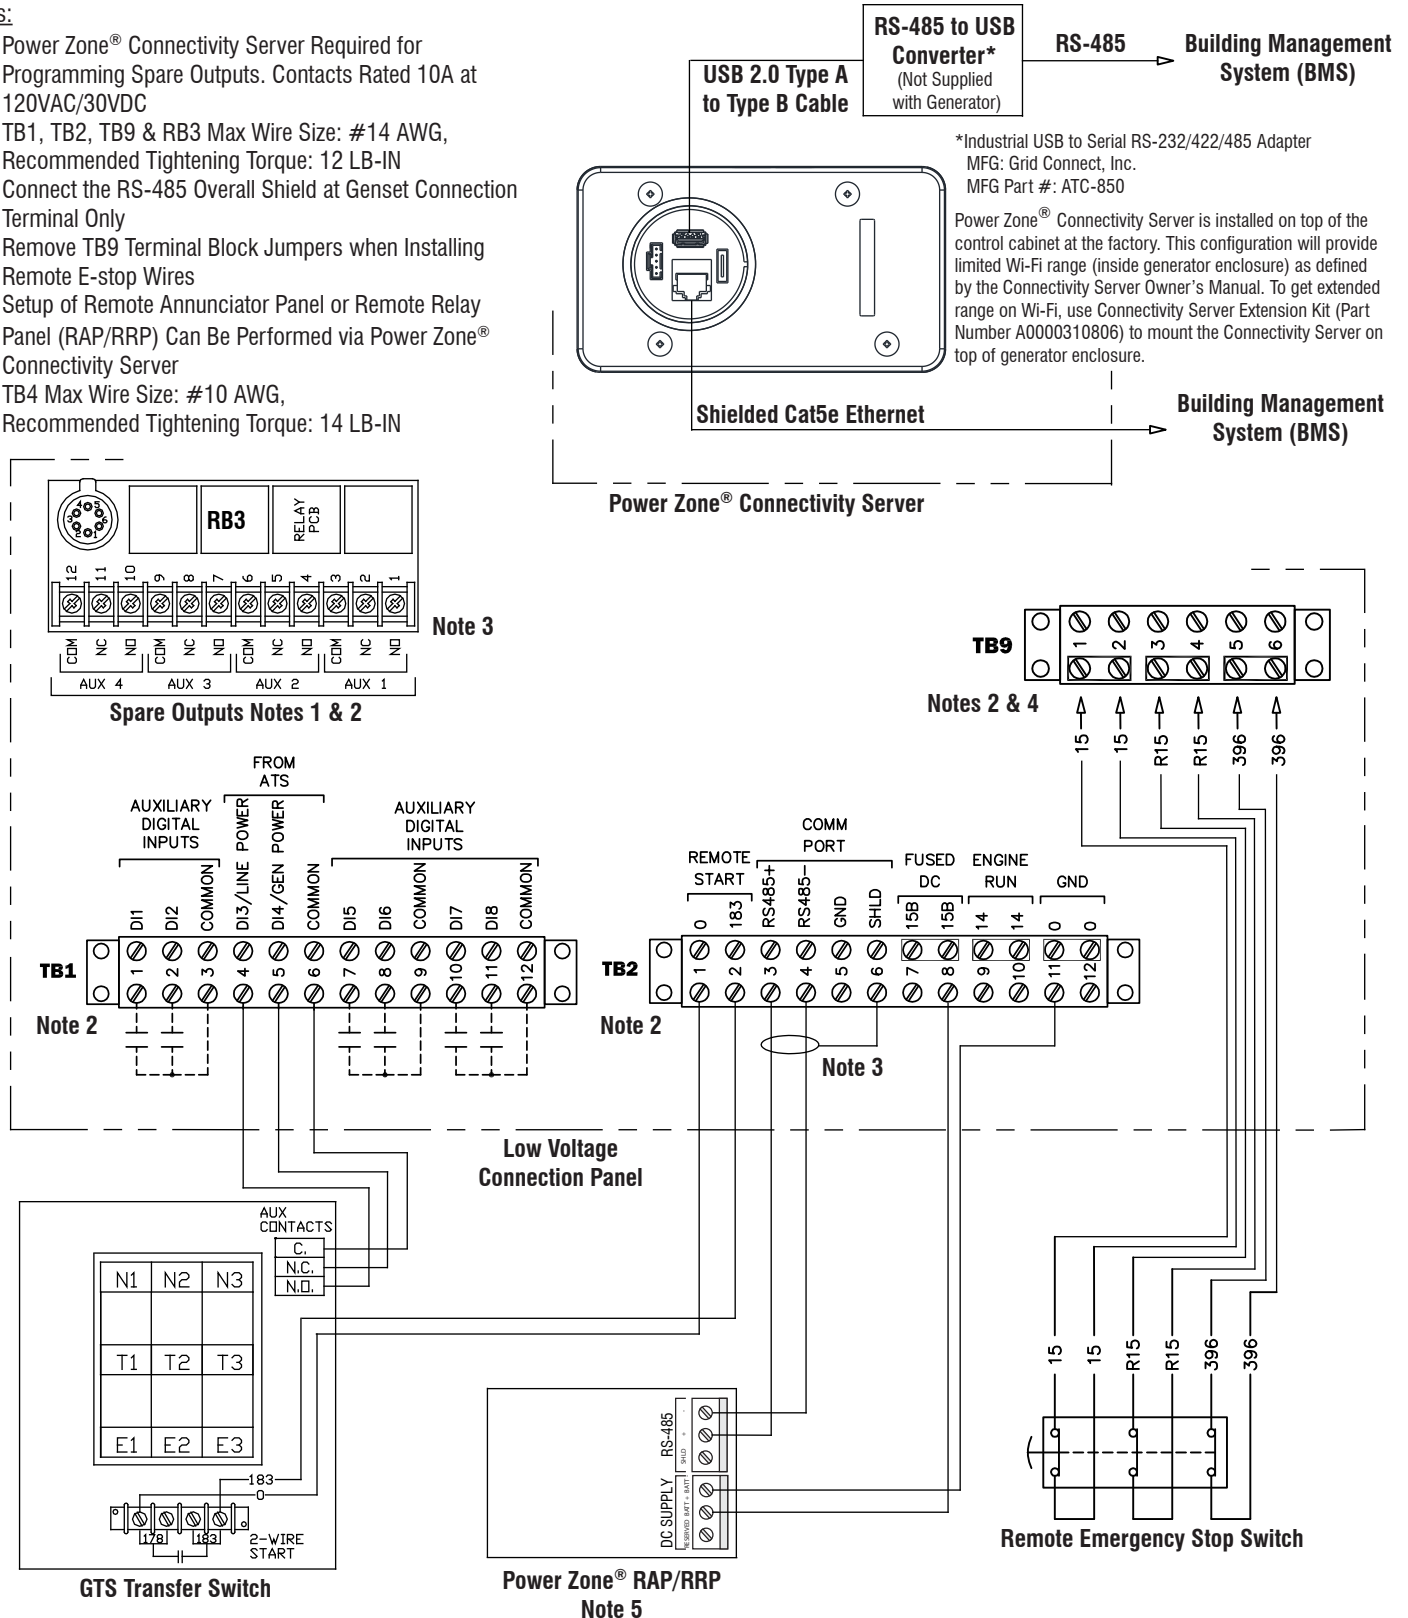 s:
Power Zone® Connectivity Server Required for
Programming Spare Outputs. Contacts Rated 10A at
120VAC/30VDC
TB1, TB2, TB9 & RB3 Max Wire Size: #14 AWG,
Recommended Tightening Torque: 12 LB-IN
Connect the RS-485 Overall Shield at Genset Connection
Terminal Only
Remove TB9 Terminal Block Jumpers when Installing
Remote E-stop Wires
Setup of Remote Annunciator Panel or Remote Relay
Panel (RAP/RRP) Can Be Performed via Power Zone®
Connectivity Server
TB4 Max Wire Size: #10 AWG,
Recommended Tightening Torque: 14 LB-IN
USB 2.0 Type A
to Type B Cable
RS-485 to USB
Converter*
(Not Supplied
with Generator)
RS-485
Building Management
System (BMS)
*Industrial USB to Serial RS-232/422/485 Adapter
MFG: Grid Connect, Inc.
MFG Part #: ATC-850
Power Zone® Connectivity Server is installed on top of the
control cabinet at the factory. This configuration will provide
limited Wi-Fi range (inside generator enclosure) as defined
by the Connectivity Server Owner's Manual. To get extended
range on Wi-Fi, use Connectivity Server Extension Kit (Part
Number A0000310806) to mount the Connectivity Server on
top of generator enclosure.
Shielded Cat5e Ethernet
Building Management
System (BMS)
Power Zone® Connectivity Server
4 5
3 6
2 1
RB3
RELAY
PCB
12 11 10 9 8 7 6 5 4 3 2 1
COM NC NO COM NC NO COM NC NO COM NC NO
AUX 4 AUX 3 AUX 2 AUX 1
Note 3
Spare Outputs Notes 1 & 2
TB9
1 2 3 4 5 6
Notes 2 & 4
15 15 R15 R15 396 396
FROM
ATS
AUXILIARY
DIGITAL
INPUTS
AUXILIARY
DIGITAL
INPUTS
DI1 DI2 COMMON DI3/LINE POWER DI4/GEN POWER COMMON DI5 DI6 COMMON DI7 DI8 COMMON
TB1
1 2 3 4 5 6 7 8 9 10 11 12
Note 2
REMOTE
START
COMM
PORT
FUSED
DC
ENGINE
RUN
GND
0 183 RS485+ RS485- GND SHLD 15B 15B 14 14 0 0
TB2
1 2 3 4 5 6 7 8 9 10 11 12
Note 2
Note 3
Low Voltage
Connection Panel
AUX
CONTACTS
C.
N.C.
N.O.
N1 N2 N3
T1 T2 T3
E1 E2 E3
183
0
178 183
2-WIRE
START
GTS Transfer Switch
RS-485
- + SHLD
DC SUPPLY
RESERVED BATT + BATT
Power Zone® RAP/RRP
Note 5
15 15 R15 R15 396 396
Remote Emergency Stop Switch